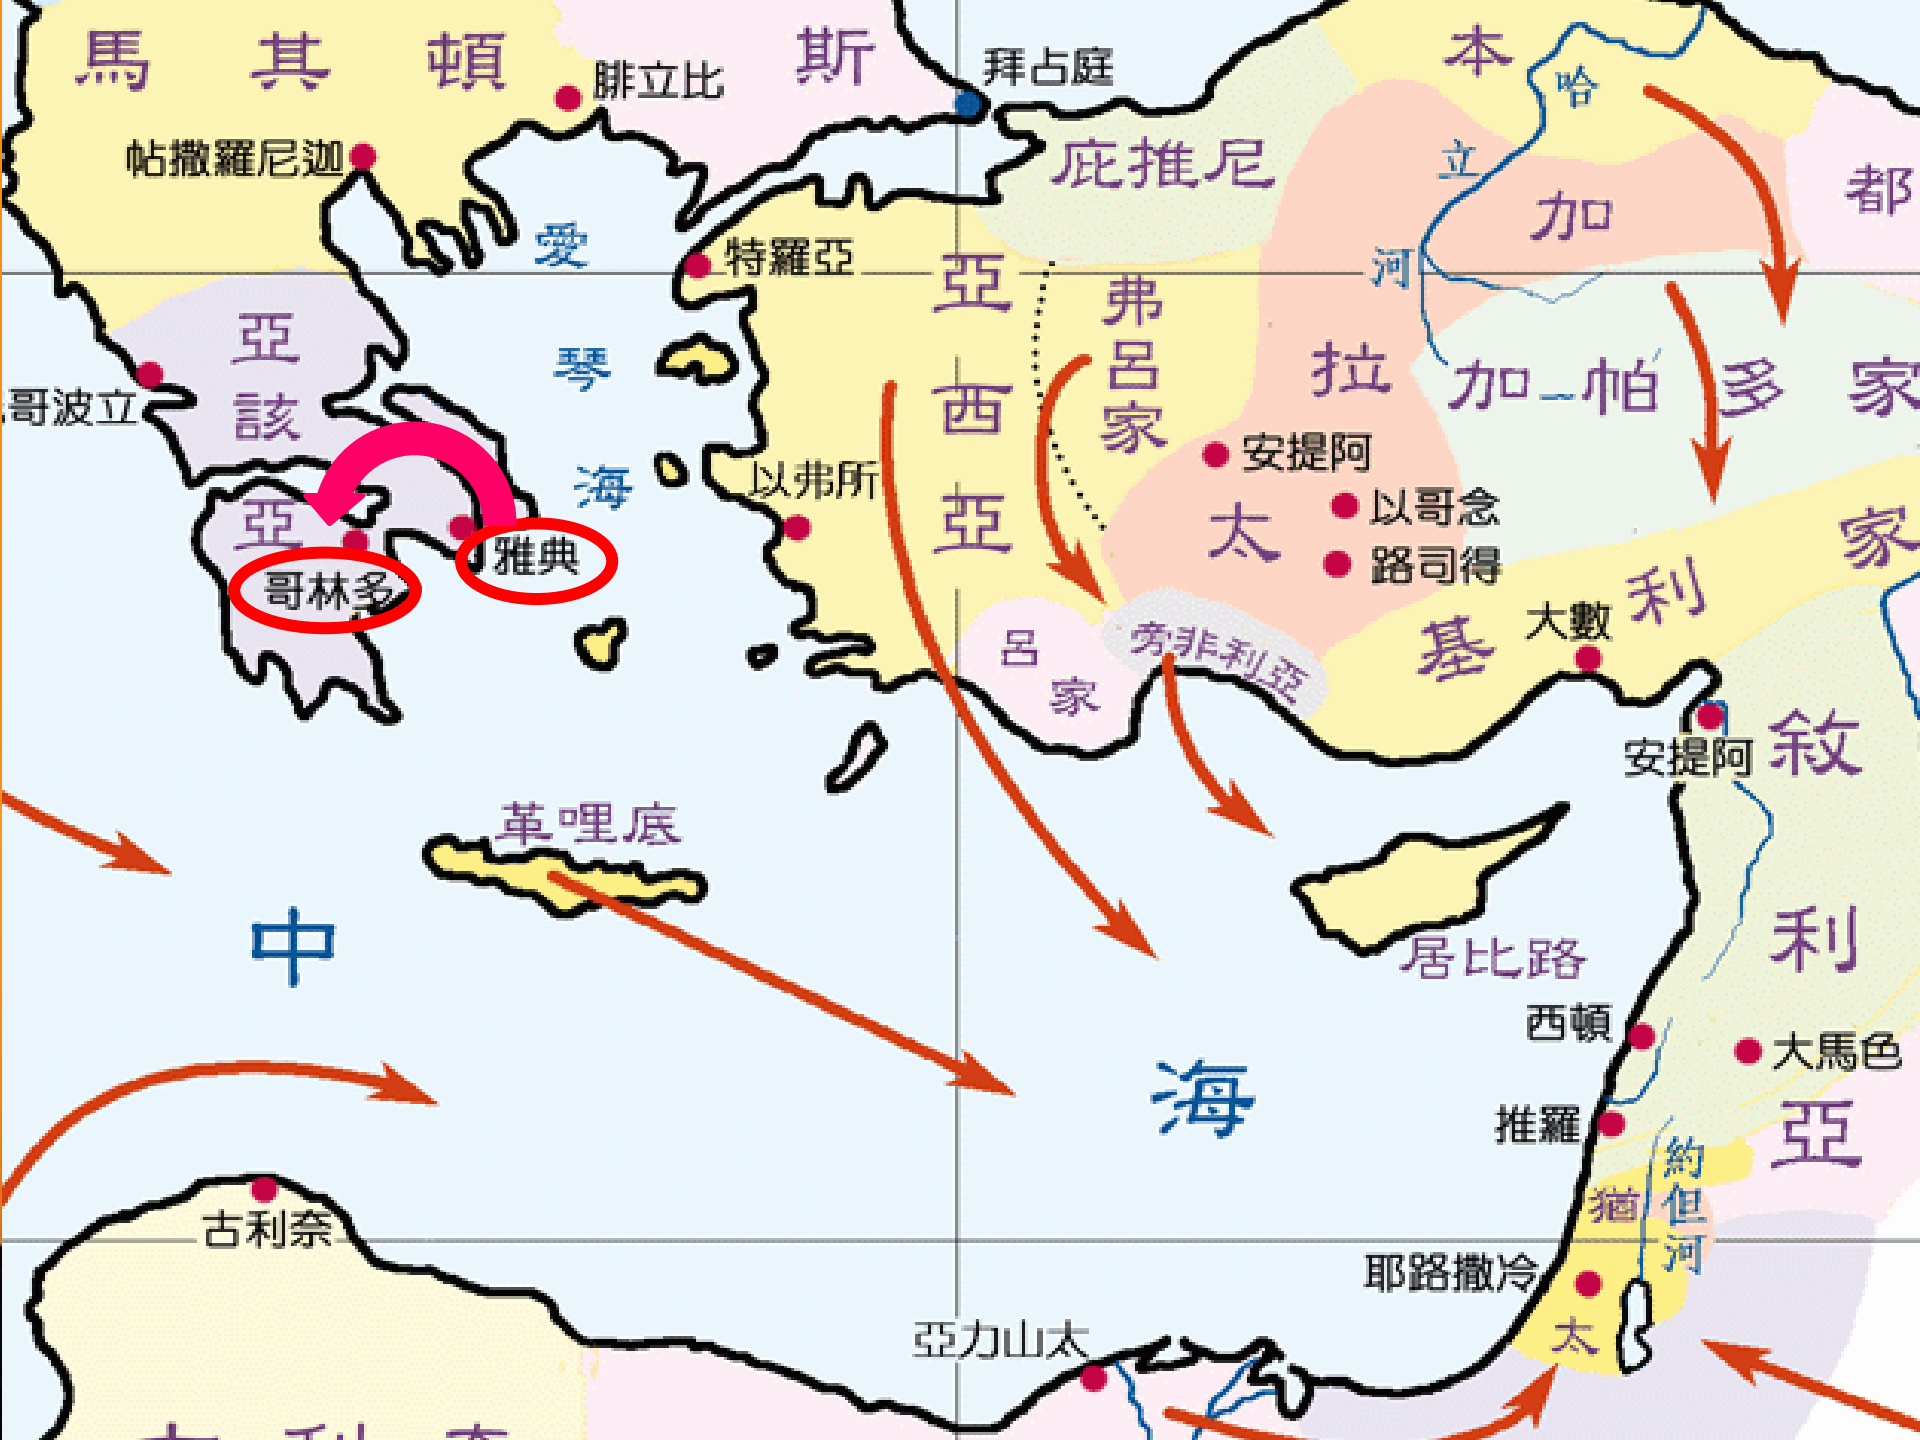 馬其頓
斯
拜占庭
本
腓立比
哈
帖撒羅尼迦
庇推尼
立
都
加
愛
特羅亞
河
亞西亞
弗呂家
亞該
琴
拉
加帕多家
哥波立
安提阿
海
以弗所
以哥念
亞
太
家
雅典
路司得
哥林多
利
大數
旁非利亞
基
呂家
敘
安提阿
革哩底
中
利
居比路
西頓
大馬色
海
推羅
亞
約但河
猶
古利奈
耶路撒冷
亞力山太
太